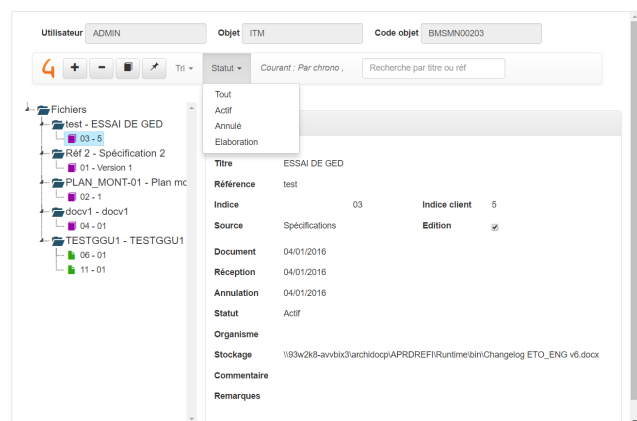 Utilisateur ADMIN Objet ITM Code objet BMSMN00203
Tri Statut Courant : Par chrono , Recherche par titre ou réf
Tout
Actif
Annulé
Elaboration
Fichiers
test - ESSAI DE GED
03 - 5
Réf 2 - Spécification 2
01 - Version 1
PLAN_MONT-01 - Plan mc
02 - 1
docv1 - docv1
04 - 01
TESTGGU1 - TESTGGU1
06 - 01
11 - 01
Titre ESSAI DE GED
Référence test
Indice 03 Indice client 5
Source Spécifications Edition
Document 04/01/2016
Réception 04/01/2016
Annulation 04/01/2016
Statut Actif
Organisme
Stockage \\93w2k8-avvbix3\archidocp\APRDREFI\Runtime\bin\Changelog ETO_ENG v6.docx
Commentaire
Remarques